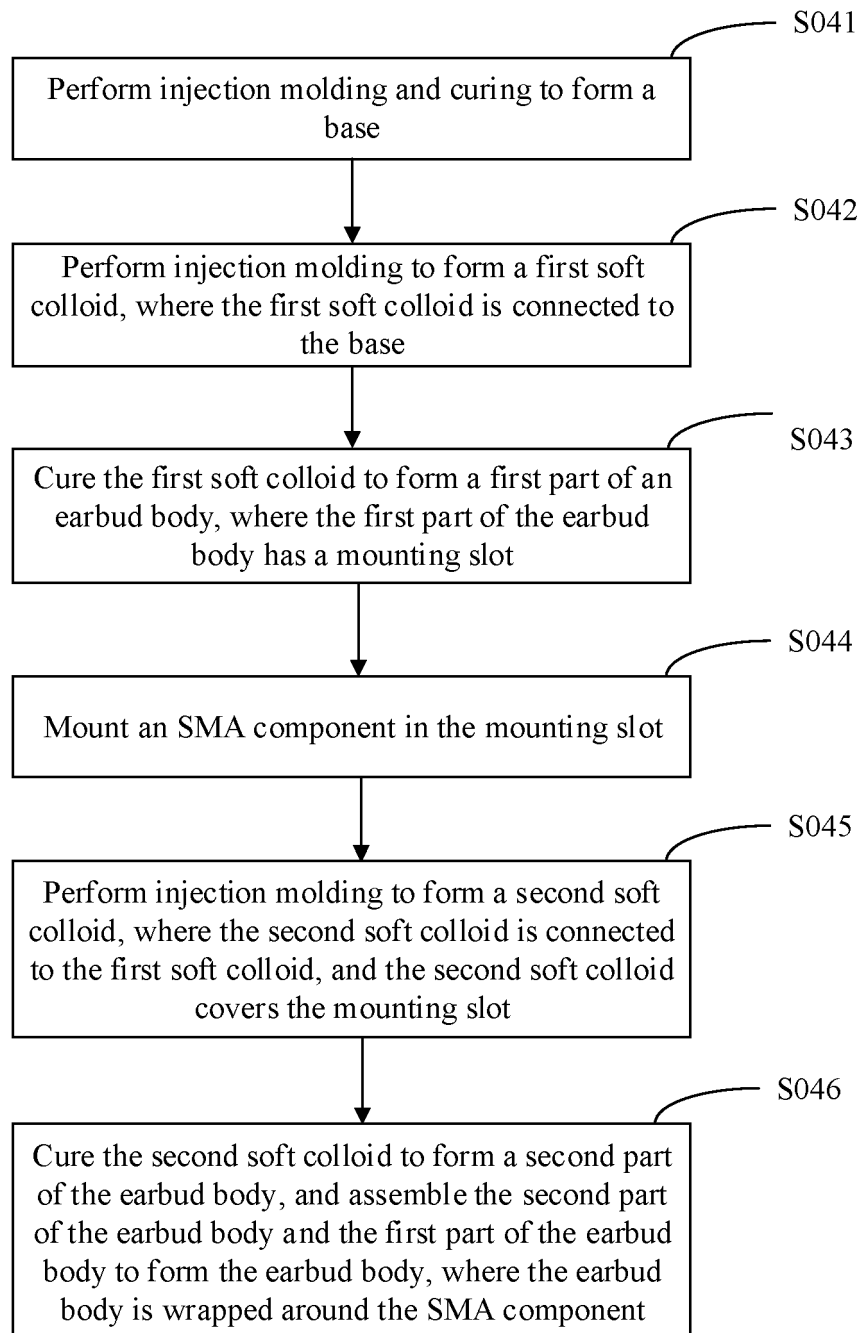 S041
Perform injection molding and curing to form a
base
S042
Perform injection molding to form a first soft
colloid, where the first soft colloid is connected to
the base
S043
Cure the first soft colloid to form a first part of an
earbud body, where the first part of the earbud
body has a mounting slot
S044
Mount an SMA component in the mounting slot
S045
Perform injection molding to form a second soft
colloid, where the second soft colloid is connected
to the first soft colloid, and the second soft colloid
covers the mounting slot
S046
Cure the second soft colloid to form a second part
of the earbud body, and assemble the second part
of the earbud body and the first part of the earbud
body to form the earbud body, where the earbud
body is wrapped around the SMA component